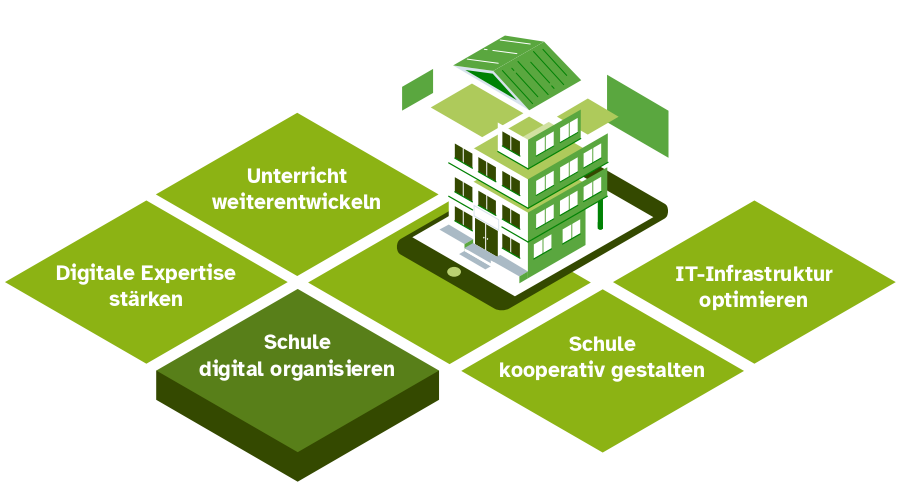 Unterricht
weiterentwickeln
Digitale Expertise
stärken
IT-Infrastruktur
optimieren
Schule
digital organisieren
Schule
kooperativ gestalten